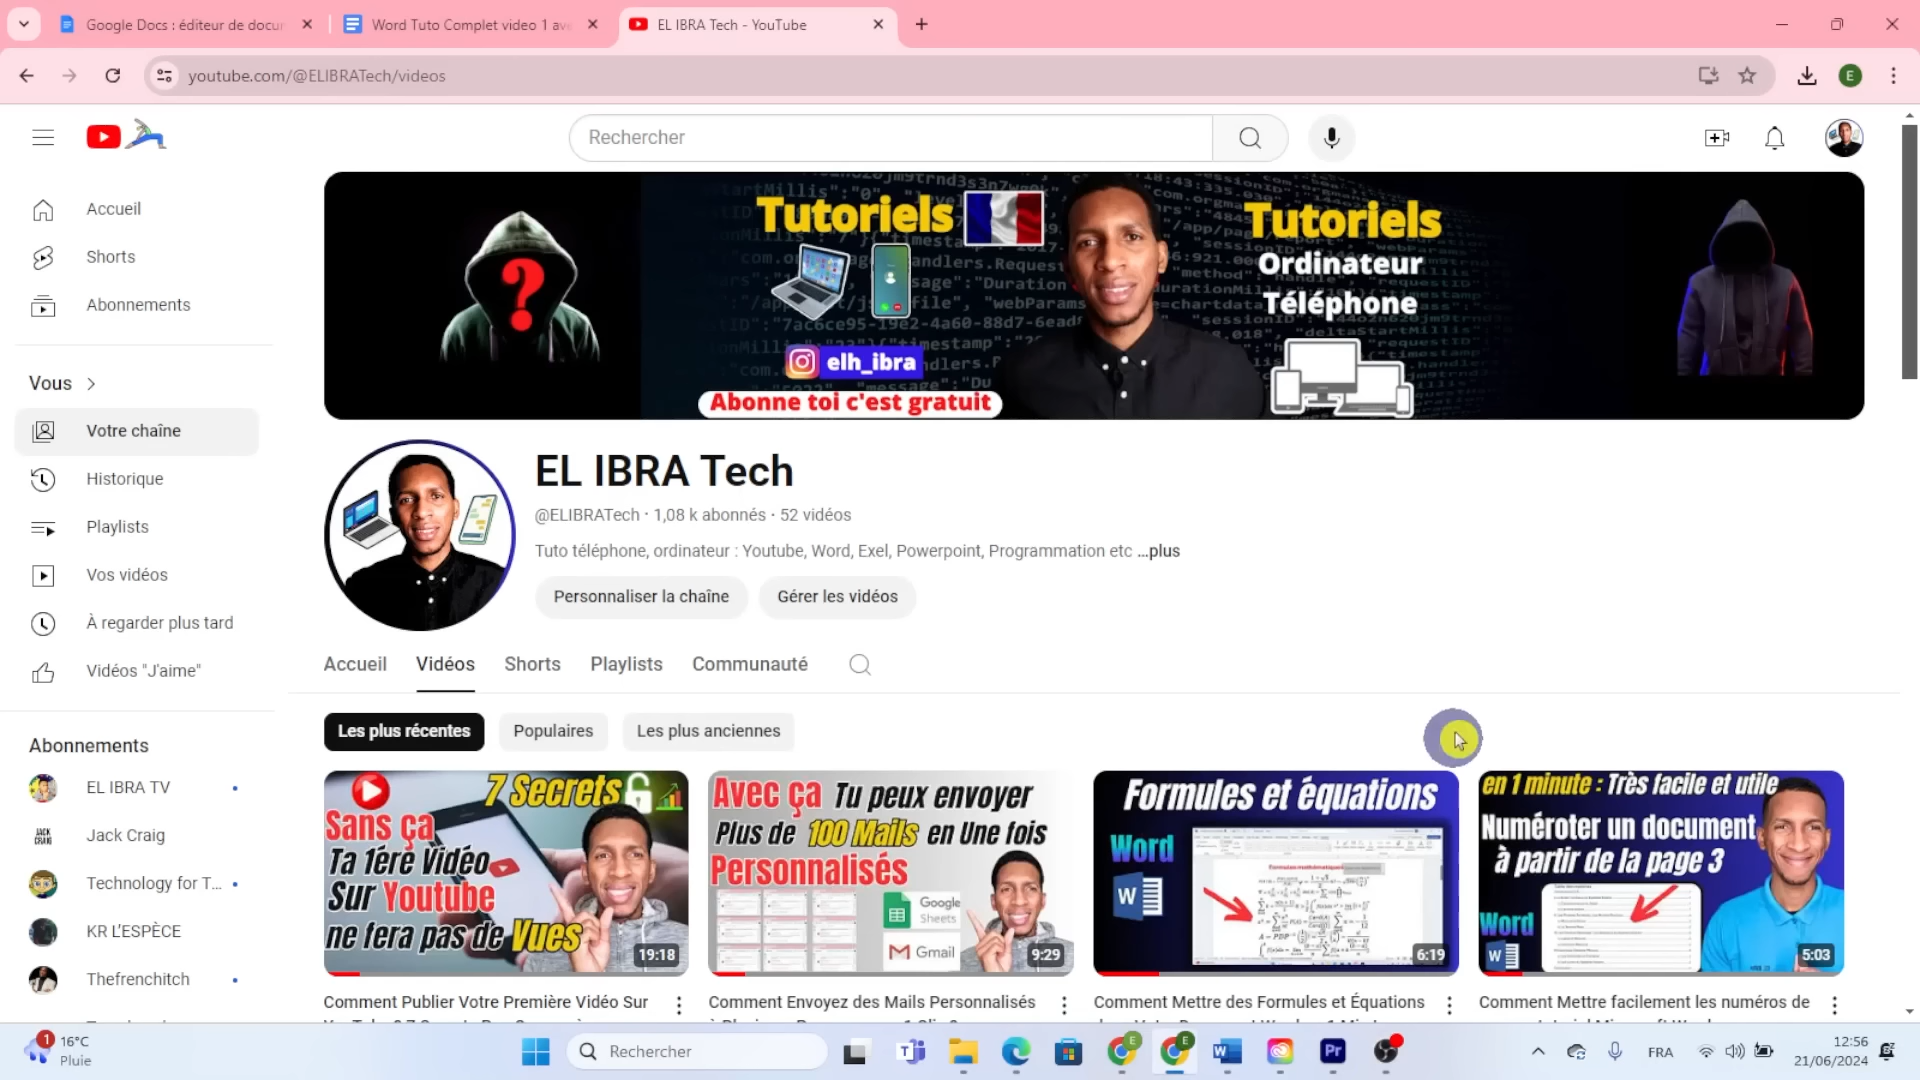 Google Docs : éditeur de docu
Word Tuto Complet video 1 av
EL IBRA Tech - YouTube
youtube.com/@ELIBRATech/videos
E
Rechercher
Accueil
Shorts
Abonnements
Vous
Votre chaîne
Historique
Playlists
Vos vidéos
À regarder plus tard
Vidéos "J'aime"
Abonnements
EL IBRA TV
Jack Craig
Technology for T...
KR L'ESPÈCE
Thefrenchitch
Tutoriels
elh_ibra
Abonne toi c'est gratuit
Tutoriels
Ordinateur
Téléphone
EL IBRA Tech
@ELIBRATech · 1,08 k abonnés · 52 vidéos
Tuto téléphone, ordinateur : Youtube, Word, Exel, Powerpoint, Programmation etc ...plus
Personnaliser la chaîne
Gérer les vidéos
Accueil
Vidéos
Shorts
Playlists
Communauté
Les plus récentes
Populaires
Les plus anciennes
7 Secrets
Sans ça
Ta 1ère Vidéo
Sur Youtube
ne fera pas de Vues
19:18
Comment Publier Votre Première Vidéo Sur
Avec ça Tu peux envoyer
Plus de 100 Mails en Une fois
Personnalisés
Google
Sheets
Gmail
9:29
Comment Envoyez des Mails Personnalisés
Formules et équations
Word
W
6:19
Comment Mettre des Formules et Équations
en 1 minute : Très facile et utile
Numéroter un document
à partir de la page 3
Word
W
5:03
Comment Mettre facilement les numéros de
1
16°C
Pluie
Rechercher
FRA
12:56
21/06/2024